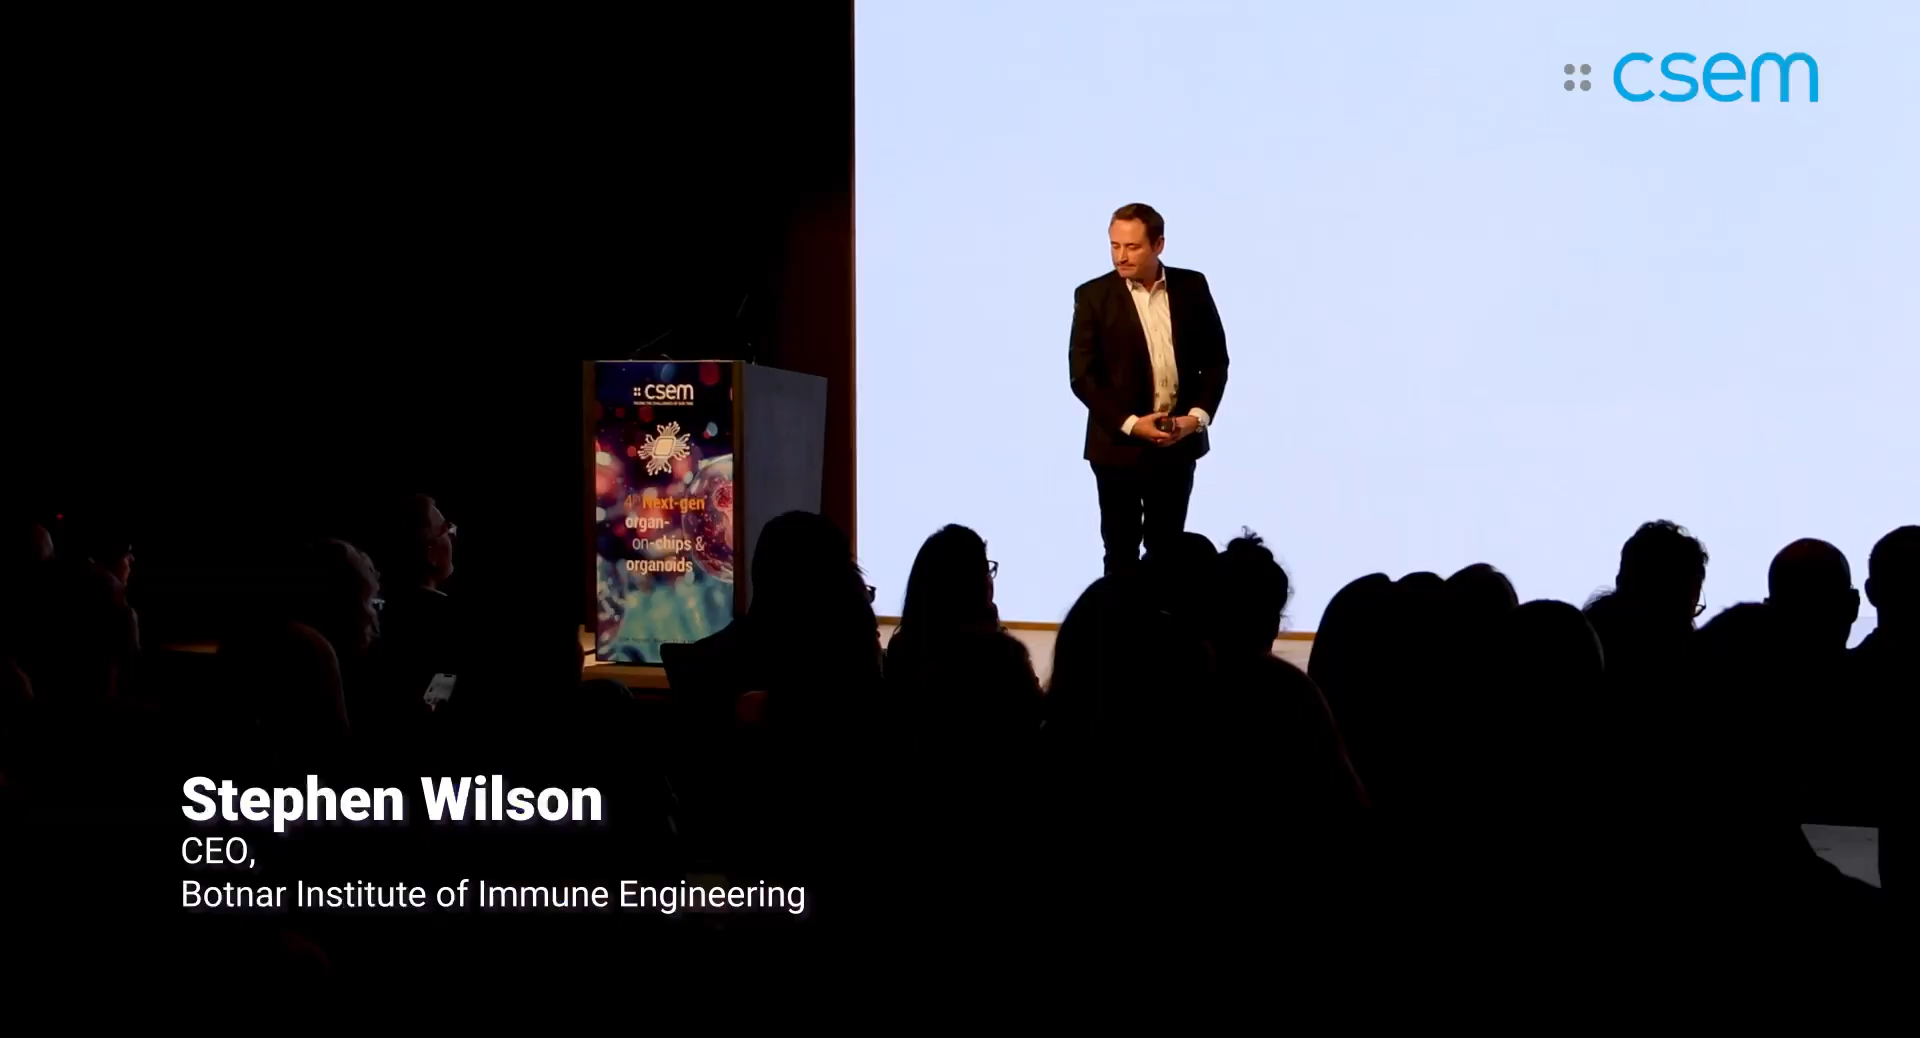 csem
csem
4th Next-gen
organ-
on-chips &
organoids
Stephen Wilson
CEO,
Botnar Institute of Immune Engineering